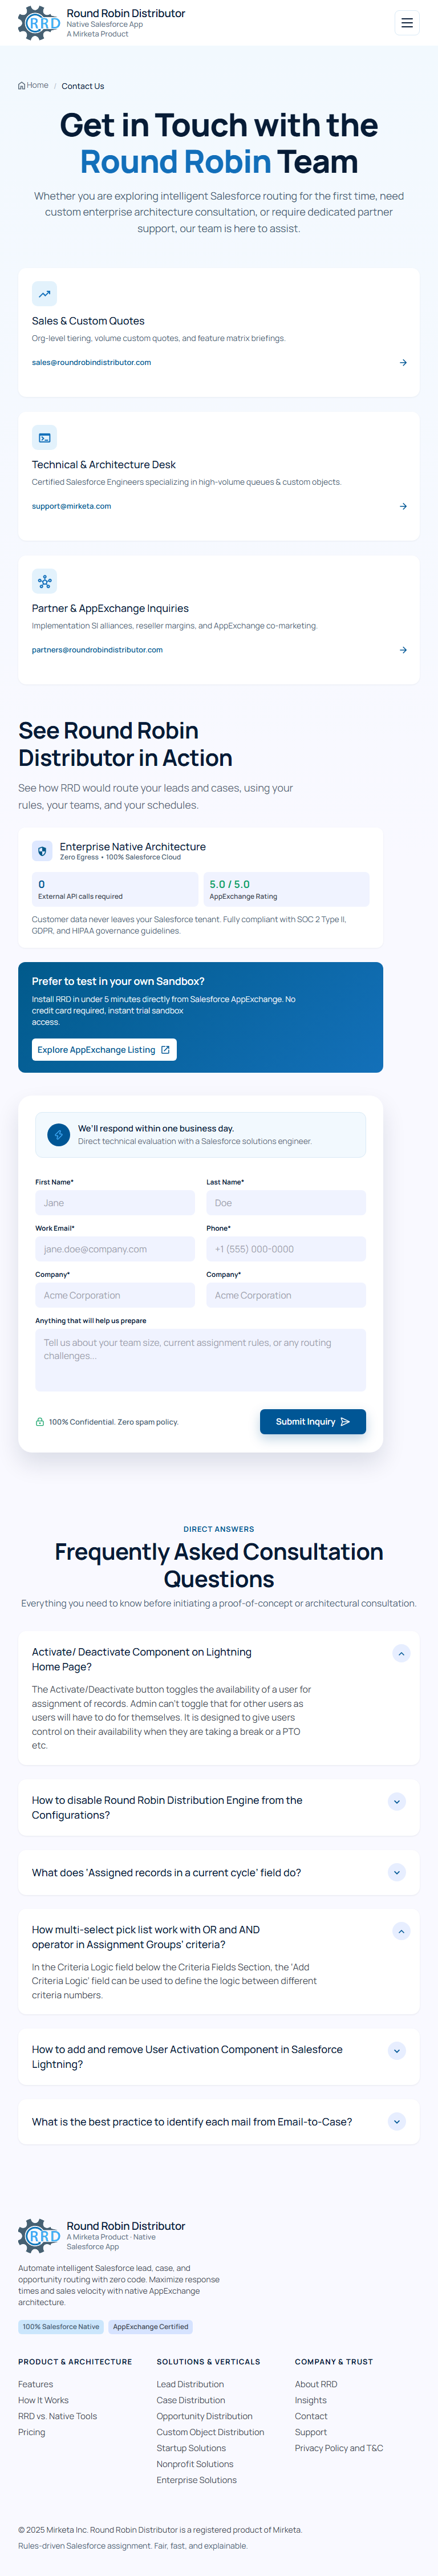 RRD
Round Robin Distributor
Native Salesforce App
A Mirketa Product
Home / Contact Us
Get in Touch with the
Round Robin Team
Whether you are exploring intelligent Salesforce routing for the first time, need
custom enterprise architecture consultation, or require dedicated partner
support, our team is here to assist.
Sales & Custom Quotes
Org-level tiering, volume custom quotes, and feature matrix briefings.
sales@roundrobindistributor.com
Technical & Architecture Desk
Certified Salesforce Engineers specializing in high-volume queues & custom objects.
support@mirketa.com
Partner & AppExchange Inquiries
Implementation SI alliances, reseller margins, and AppExchange co-marketing.
partners@roundrobindistributor.com
See Round Robin
Distributor in Action
See how RRD would route your leads and cases, using your
rules, your teams, and your schedules.
Enterprise Native Architecture
Zero Egress • 100% Salesforce Cloud
0
External API calls required
5.0 / 5.0
AppExchange Rating
Customer data never leaves your Salesforce tenant. Fully compliant with SOC 2 Type II,
GDPR, and HIPAA governance guidelines.
Prefer to test in your own Sandbox?
Install RRD in under 5 minutes directly from Salesforce AppExchange. No
credit card required, instant trial sandbox
access.
Explore AppExchange Listing
We'll respond within one business day.
Direct technical evaluation with a Salesforce solutions engineer.
First Name*
Last Name*
Jane
Doe
Work Email*
Phone*
jane.doe@company.com
+1 (555) 000-0000
Company*
Company*
Acme Corporation
Acme Corporation
Anything that will help us prepare
Tell us about your team size, current assignment rules, or any routing
challenges...
100% Confidential. Zero spam policy.
Submit Inquiry
DIRECT ANSWERS
Frequently Asked Consultation
Questions
Everything you need to know before initiating a proof-of-concept or architectural consultation.
Activate/ Deactivate Component on Lightning
Home Page?
The Activate/Deactivate button toggles the availability of a user for
assignment of records. Admin can't toggle that for other users as
users will have to do for themselves. It is designed to give users
control on their availability when they are taking a break or a PTO
etc.
How to disable Round Robin Distribution Engine from the
Configurations?
What does 'Assigned records in a current cycle' field do?
How multi-select pick list work with OR and AND
operator in Assignment Groups' criteria?
In the Criteria Logic field below the Criteria Fields Section, the 'Add
Criteria Logic' field can be used to define the logic between different
criteria numbers.
How to add and remove User Activation Component in Salesforce
Lightning?
What is the best practice to identify each mail from Email-to-Case?
RRD
Round Robin Distributor
A Mirketa Product · Native
Salesforce App
Automate intelligent Salesforce lead, case, and
opportunity routing with zero code. Maximize response
times and sales velocity with native AppExchange
architecture.
100% Salesforce Native
AppExchange Certified
PRODUCT & ARCHITECTURE
Features
How It Works
RRD vs. Native Tools
Pricing
SOLUTIONS & VERTICALS
Lead Distribution
Case Distribution
Opportunity Distribution
Custom Object Distribution
Startup Solutions
Nonprofit Solutions
Enterprise Solutions
COMPANY & TRUST
About RRD
Insights
Contact
Support
Privacy Policy and T&C
© 2025 Mirketa Inc. Round Robin Distributor is a registered product of Mirketa.
Rules-driven Salesforce assignment. Fair, fast, and explainable.